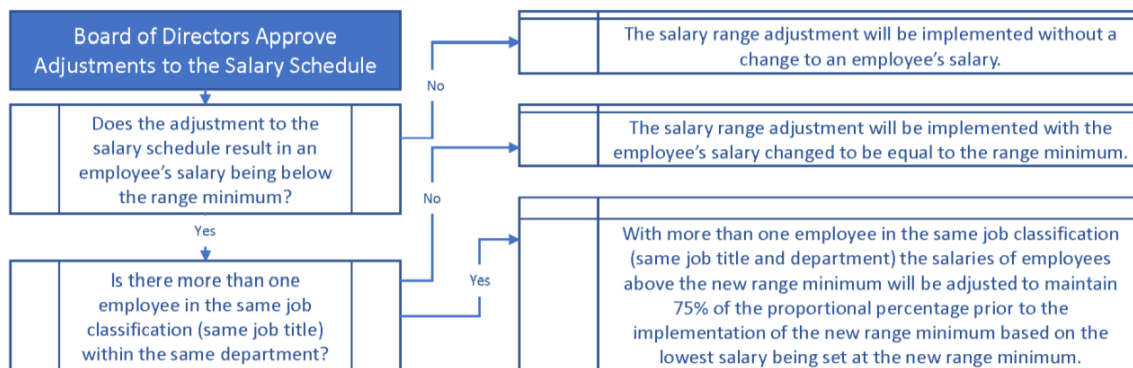 Board of Directors Approve
Adjustments to the Salary Schedule
Does the adjustment to the
salary schedule result in an
employee’s salary being below
the range minimum?
No
The salary range adjustment will be implemented without a
change to an employee’s salary.
Yes
Is there more than one
employee in the same job
classification (same job title)
within the same department?
No
The salary range adjustment will be implemented with the
employee’s salary changed to be equal to the range minimum.
Yes
With more than one employee in the same job classification
(same job title and department) the salaries of employees
above the new range minimum will be adjusted to maintain
75% of the proportional percentage prior to the
implementation of the new range minimum based on the
lowest salary being set at the new range minimum.